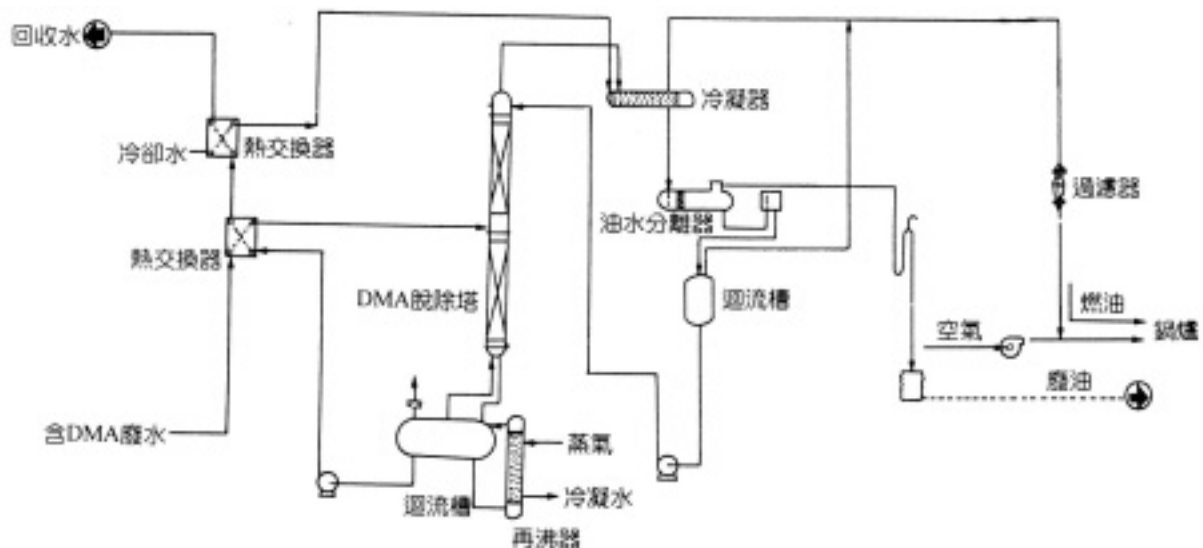 回收水
冷卻水
熱交換器
冷凝器
熱交換器
油水分離器
過濾器
DMA脫除塔
迴流槽
燃油
空氣
鍋爐
廢油
含DMA廢水
蒸氣
迴流槽
冷凝水
再沸器